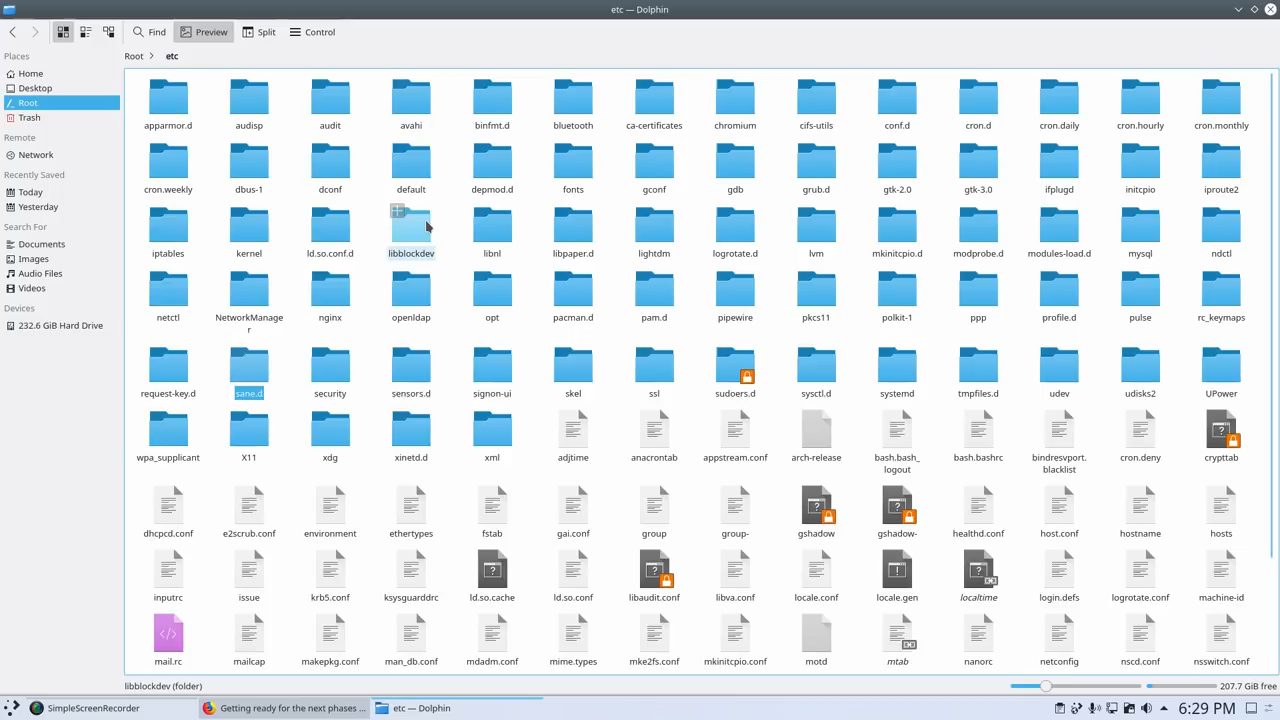 etc — Dolphin
Find
Preview
Split
Control
Places
Root
etc
Home
Desktop
Root
Trash
Remote
Network
Recently Saved
Today
Yesterday
Search For
Documents
Images
Audio Files
Videos
Devices
232.6 GiB Hard Drive
apparmor.d audisp audit avahi binfmt.d bluetooth ca-certificates chromium cifs-utils conf.d cron.d cron.daily cron.hourly cron.monthly
cron.weekly dbus-1 dconf default depmod.d fonts gconf gdb grub.d gtk-2.0 gtk-3.0 ifplugd initcpio iproute2
iptables kernel ld.so.conf.d libblockdev libnl libpaper.d lightdm logrotate.d lvm mkinitcpio.d modprobe.d modules-load.d mysql ndctl
netctl NetworkManage nginx openldap opt pacman.d pam.d pipewire pkcs11 polkit-1 ppp profile.d pulse rc_keymaps
r
request-key.d sane.d security sensors.d signon-ui skel ssl sudoers.d sysctl.d systemd tmpfiles.d udev udisks2 UPower
wpa_supplicant X11 xdg xinetd.d xml adjtime anacrontab appstream.conf arch-release bash.bash_ bash.bashrc bindresvport. cron.deny crypttab
logout blacklist
dhcpcd.conf e2scrub.conf environment ethertypes fstab gai.conf group group- gshadow gshadow- healthd.conf host.conf hostname hosts
inputrc issue krb5.conf ksysguarddrc ld.so.cache ld.so.conf libaudit.conf libva.conf locale.conf locale.gen localtime login.defs logrotate.conf machine-id
mail.rc mailcap makepkg.conf man_db.conf mdadm.conf mime.types mke2fs.conf mkinitcpio.conf motd mtab nanorc netconfig nscd.conf nsswitch.conf
libblockdev (folder)
207.7 GiB free
SimpleScreenRecorder
Getting ready for the next phases ...
etc — Dolphin
6:29 PM